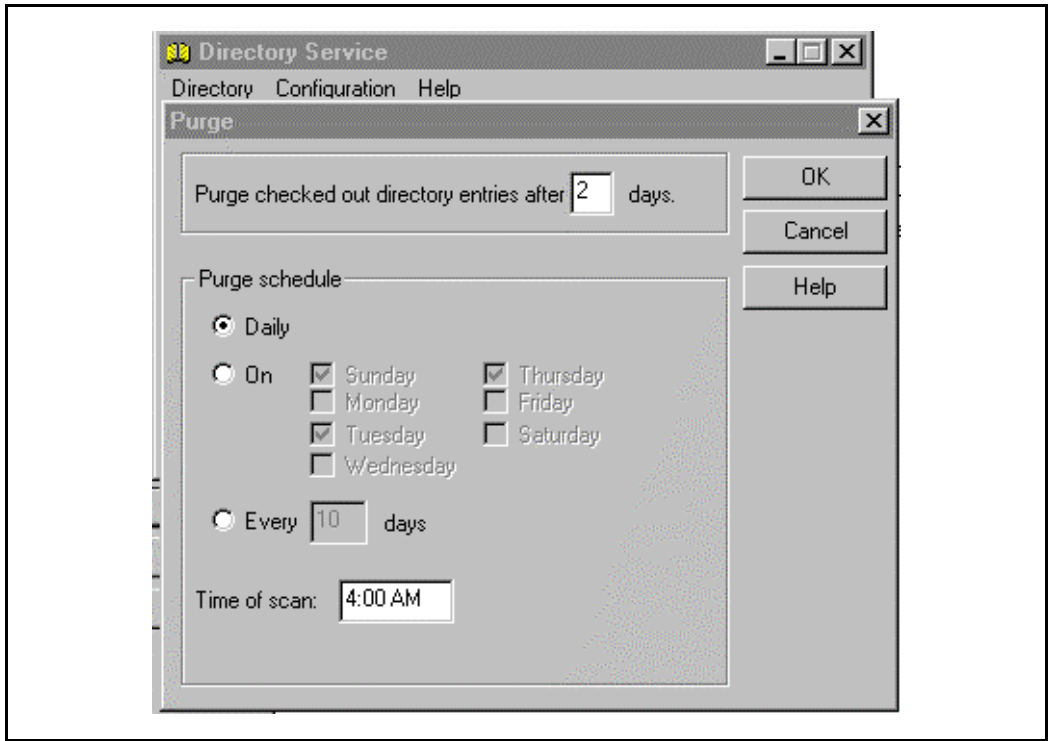 Directory Service
Directory Configuration Help
Purge
Purge checked out directory entries after 2 days.
OK
Cancel
Help
Purge schedule
Daily
On
Sunday
Monday
Tuesday
Wednesday
Thursday
Friday
Saturday
Every 10 days
Time of scan: 4:00 AM